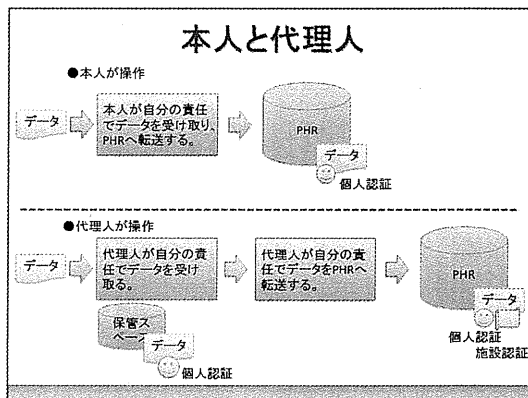 本人と代理人
●本人が操作
データ
本人が自分の責任
でデータを受け取り、
PHRへ転送する。
PHR
データ
個人認証
●代理人が操作
データ
代理人が自分の責
任でデータを受け
取る。
代理人が自分の責
任でデータをPHRへ
転送する。
PHR
データ
個人認証
施設認証
保管ス
ペース
データ
個人認証